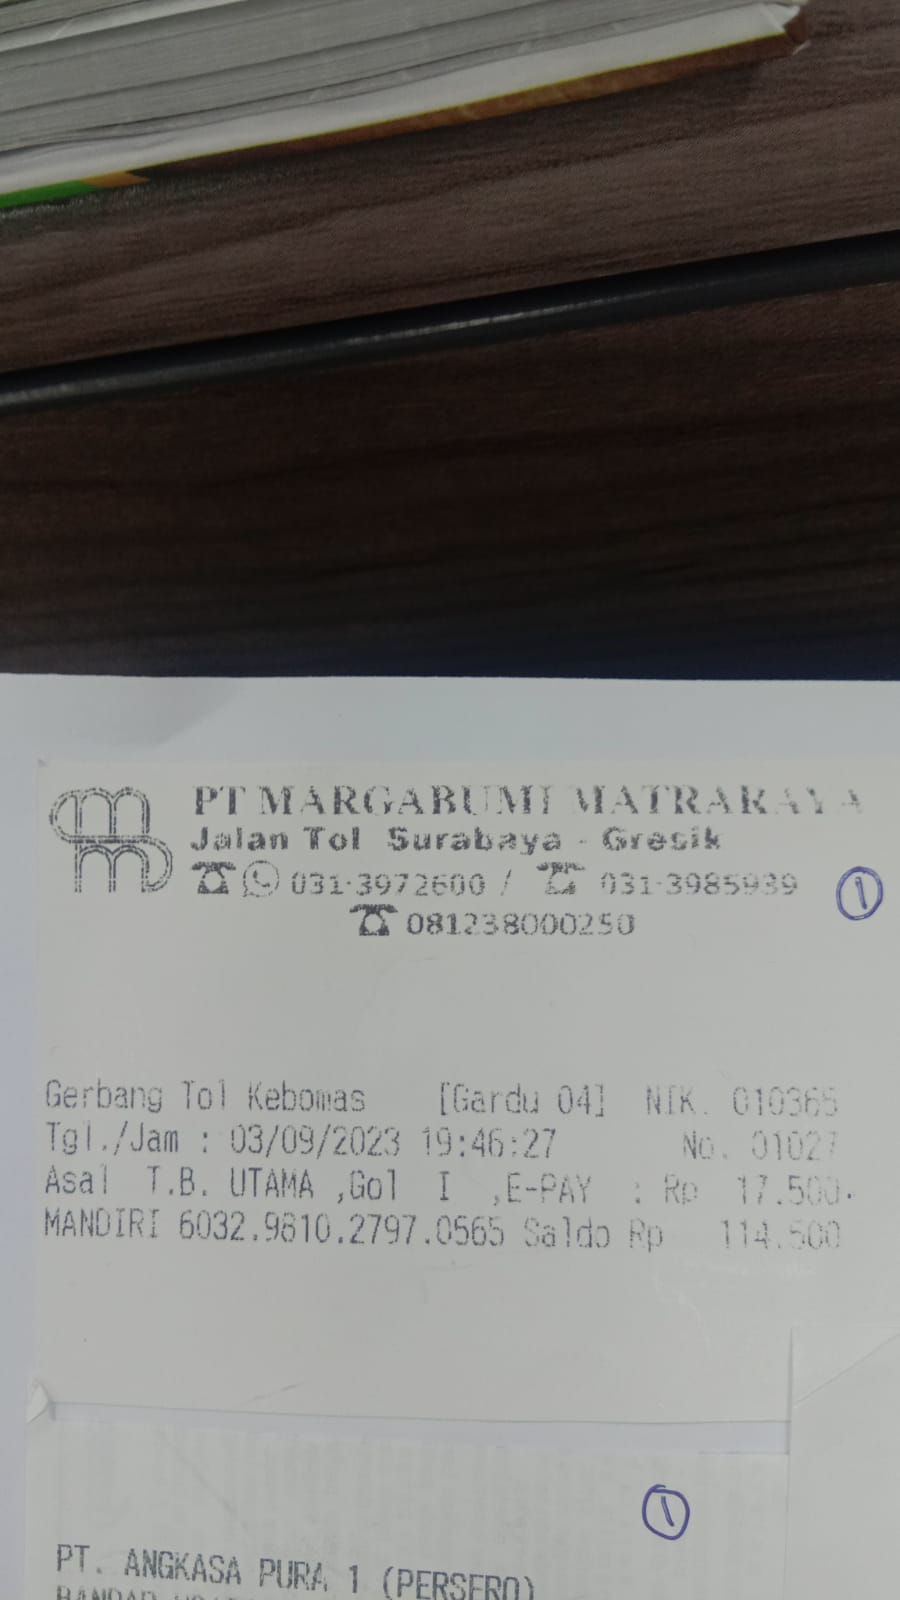 PT MARGABUMI MATRARAYA
Jalan Tol Surabaya - Gresik
031-3972600 / 031-3985939
081238000250
1
Gerbang Tol Kebomas [Gardu 04] NIK. 010365
Tgl./Jam : 03/09/2023 19:46:27 No. 01027
Asal T.B. UTAMA ,Gol I ,E-PAY : Rp 17.500.
MANDIRI 6032.9810.2797.0565 Saldo Rp 114.500
1
PT. ANGKASA PURA 1 (PERSERO)